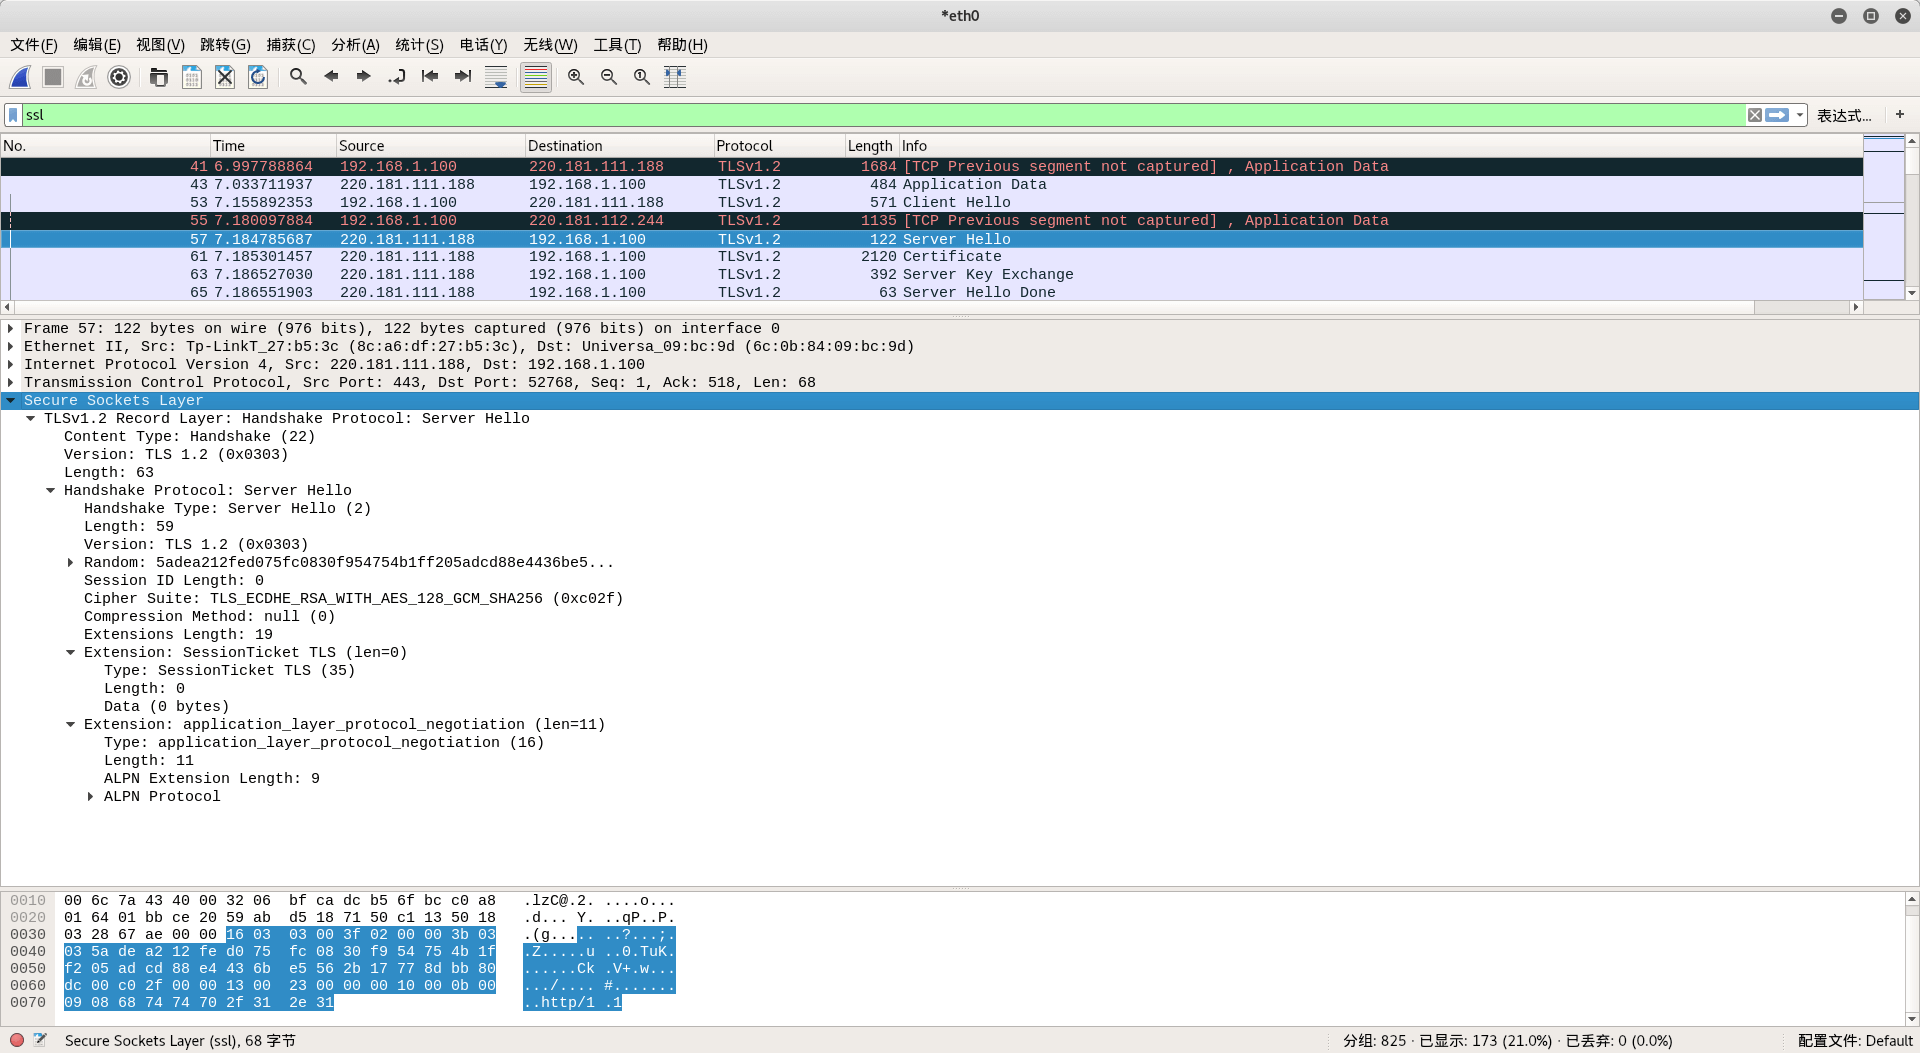 *eth0
文件(F) 编辑(E) 视图(V) 跳转(G) 捕获(C) 分析(A) 统计(S) 电话(Y) 无线(W) 工具(T) 帮助(H)
ssl 表达式... +
No. Time Source Destination Protocol Length Info
41 6.997788864 192.168.1.100 220.181.111.188 TLSv1.2 1684 [TCP Previous segment not captured] , Application Data
43 7.033711937 220.181.111.188 192.168.1.100 TLSv1.2 484 Application Data
53 7.155892353 192.168.1.100 220.181.111.188 TLSv1.2 571 Client Hello
55 7.180097884 192.168.1.100 220.181.112.244 TLSv1.2 1135 [TCP Previous segment not captured] , Application Data
57 7.184785687 220.181.111.188 192.168.1.100 TLSv1.2 122 Server Hello
61 7.185301457 220.181.111.188 192.168.1.100 TLSv1.2 2120 Certificate
63 7.186527030 220.181.111.188 192.168.1.100 TLSv1.2 392 Server Key Exchange
65 7.186551903 220.181.111.188 192.168.1.100 TLSv1.2 63 Server Hello Done
Frame 57: 122 bytes on wire (976 bits), 122 bytes captured (976 bits) on interface 0
Ethernet II, Src: Tp-LinkT_27:b5:3c (8c:a6:df:27:b5:3c), Dst: Universa_09:bc:9d (6c:0b:84:09:bc:9d)
Internet Protocol Version 4, Src: 220.181.111.188, Dst: 192.168.1.100
Transmission Control Protocol, Src Port: 443, Dst Port: 52768, Seq: 1, Ack: 518, Len: 68
Secure Sockets Layer
TLSv1.2 Record Layer: Handshake Protocol: Server Hello
Content Type: Handshake (22)
Version: TLS 1.2 (0x0303)
Length: 63
Handshake Protocol: Server Hello
Handshake Type: Server Hello (2)
Length: 59
Version: TLS 1.2 (0x0303)
Random: 5adea212fed075fc0830f954754b1ff205adcd88e4436be5...
Session ID Length: 0
Cipher Suite: TLS_ECDHE_RSA_WITH_AES_128_GCM_SHA256 (0xc02f)
Compression Method: null (0)
Extensions Length: 19
Extension: SessionTicket TLS (len=0)
Type: SessionTicket TLS (35)
Length: 0
Data (0 bytes)
Extension: application_layer_protocol_negotiation (len=11)
Type: application_layer_protocol_negotiation (16)
Length: 11
ALPN Extension Length: 9
ALPN Protocol
0010 00 6c 7a 43 40 00 32 06 bf ca dc b5 6f bc c0 a8 .lzC@.2. ....o...
0020 01 64 01 bb ce 20 59 ab d5 18 71 50 c1 13 50 18 .d... Y. ..qP..P.
0030 03 28 67 ae 00 00 16 03 03 00 3f 02 00 00 3b 03 .(g..... ..?...;.
0040 03 5a de a2 12 fe d0 75 fc 08 30 f9 54 75 4b 1f .Z.....u ..0.TuK.
0050 f2 05 ad cd 88 e4 43 6b e5 56 2b 17 77 8d bb 80 ......Ck .V+.w...
0060 dc 00 c0 2f 00 00 13 00 23 00 00 00 10 00 0b 00 .../.... #.......
0070 09 08 68 74 74 70 2f 31 2e 31 ..http/1 .1
Secure Sockets Layer (ssl), 68 字节 分组: 825 · 已显示: 173 (21.0%) · 已丢弃: 0 (0.0%) 配置文件: Default